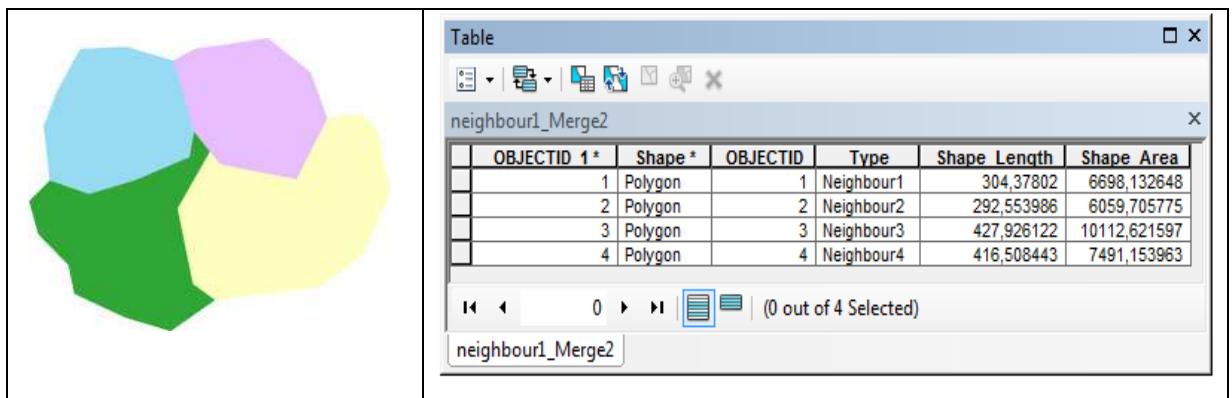 Table
neighbour1_Merge2
OBJECTID_1 * Shape * OBJECTID Type Shape_Length Shape_Area
1 Polygon 1 Neighbour1 304,37802 6698,132648
2 Polygon 2 Neighbour2 292,553986 6059,705775
3 Polygon 3 Neighbour3 427,926122 10112,621597
4 Polygon 4 Neighbour4 416,508443 7491,153963
0 (0 out of 4 Selected)
neighbour1_Merge2